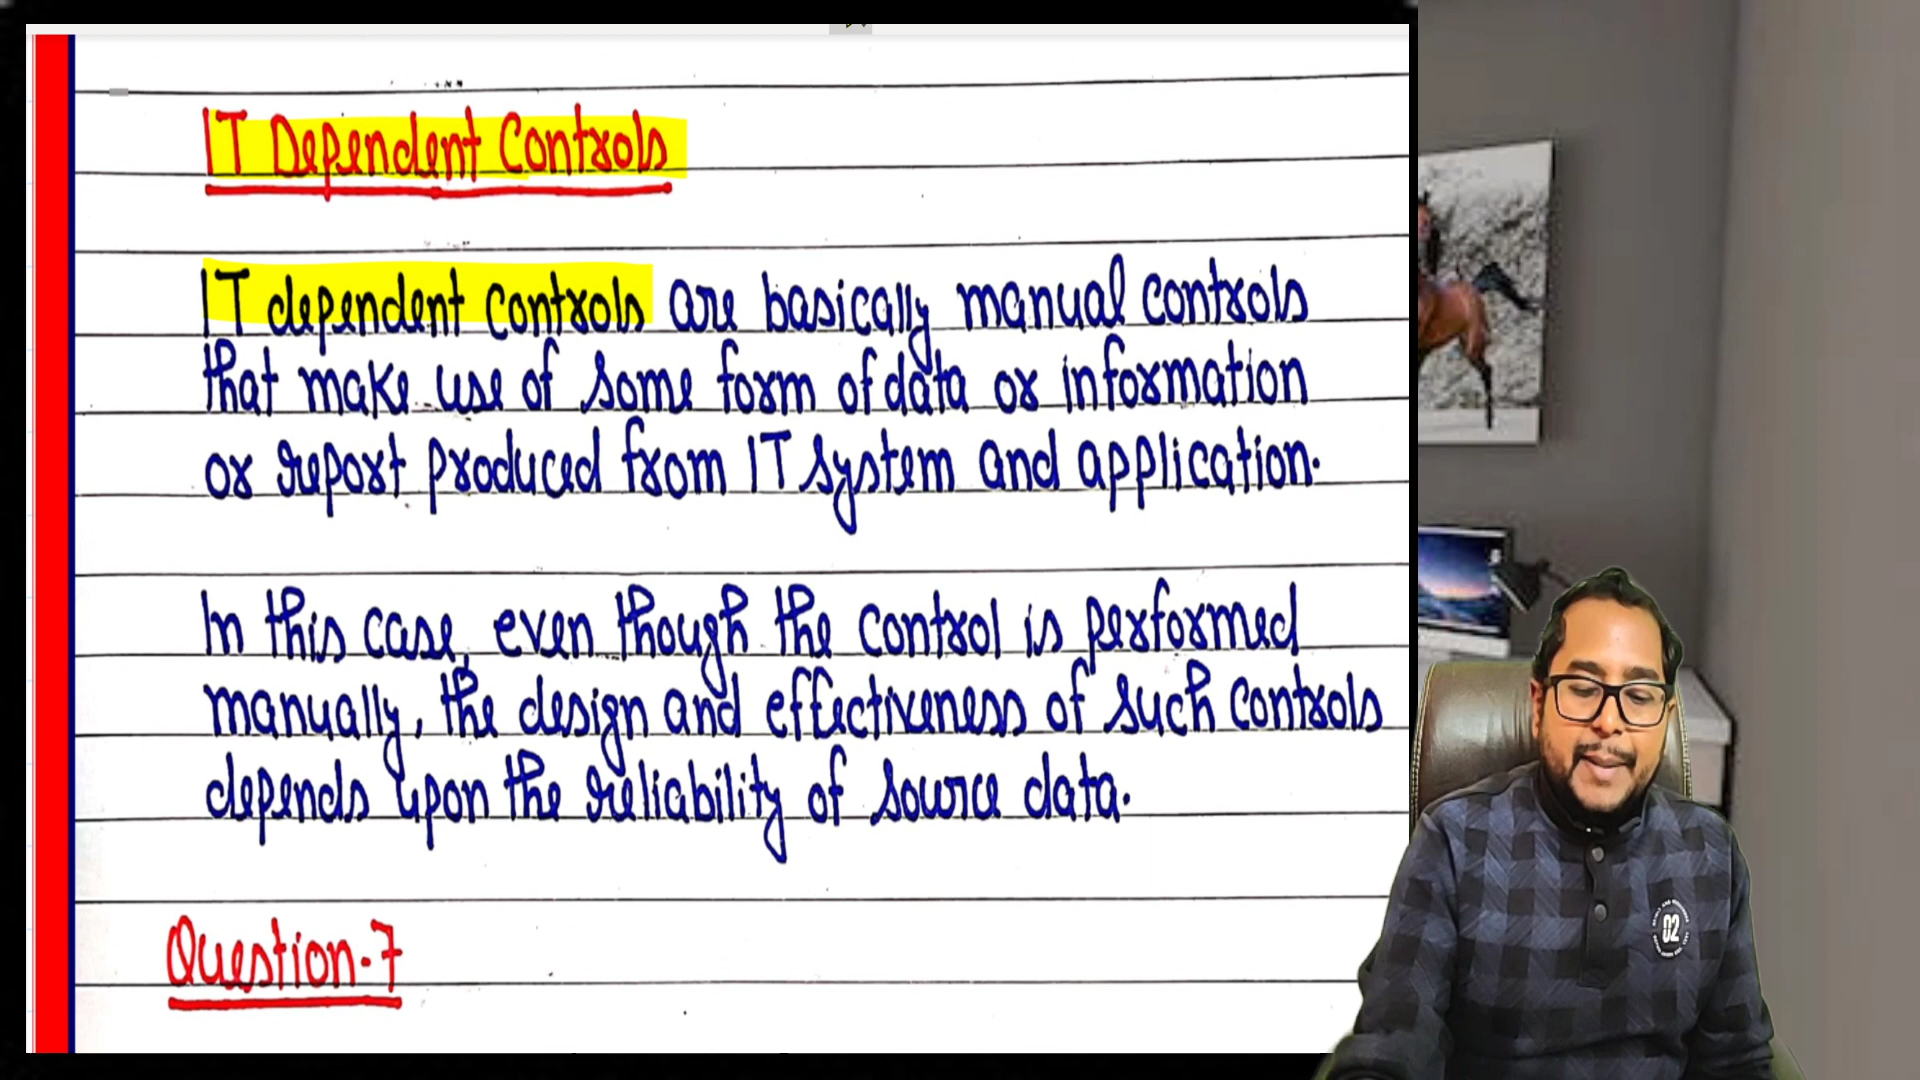 IT Dependent Controls
IT dependent controls are basically manual controls
that make use of some form of data or information
or report produced from IT system and application.
In this case, even though the control is performed
manually, the design and effectiveness of such controls
depends upon the reliability of source data.
Question-7
02